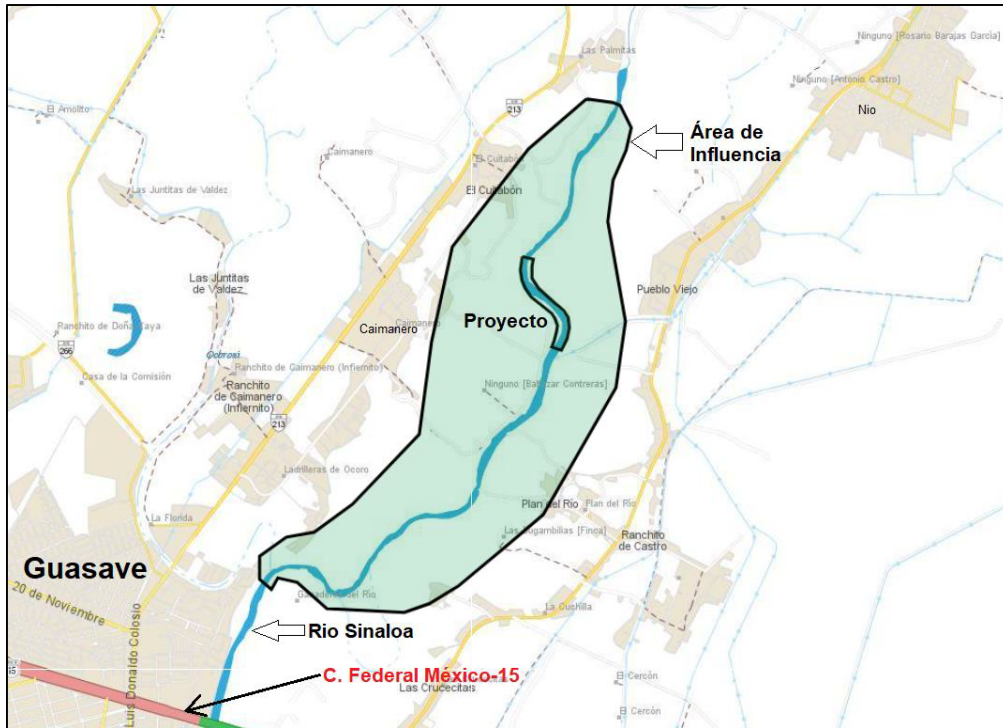 Ninguno [Rosario Barajas García]
Las Palmitas
Ninguno [Antonio Castro]
213
El Amolito
Nio
Área de
Influencia
Caimanero
El Cuitabón
El Cuitabón
Las Juntitas de Valdez
Las Juntitas
de Valdez
Pueblo Viejo
Proyecto
Caimanero
Caimanero
Ranchito de Doña
266
Casa de la Comisión
Ranchito de Caimanero (Infiernito)
Ranchito
de Caimanero
(Infiernito)
Ninguno [Baltazar Contreras]
213
Ladrilleras de Ocoro
Plan del Río
Plan del Río
La Florida
Ranchito
de Castro
Guasave
20 de Noviembre
La Cuchilla
Rio Sinaloa
Luis Donaldo Colosio
15
C. Federal México-15
Las Crucecitas
El Cercón
El Cercón